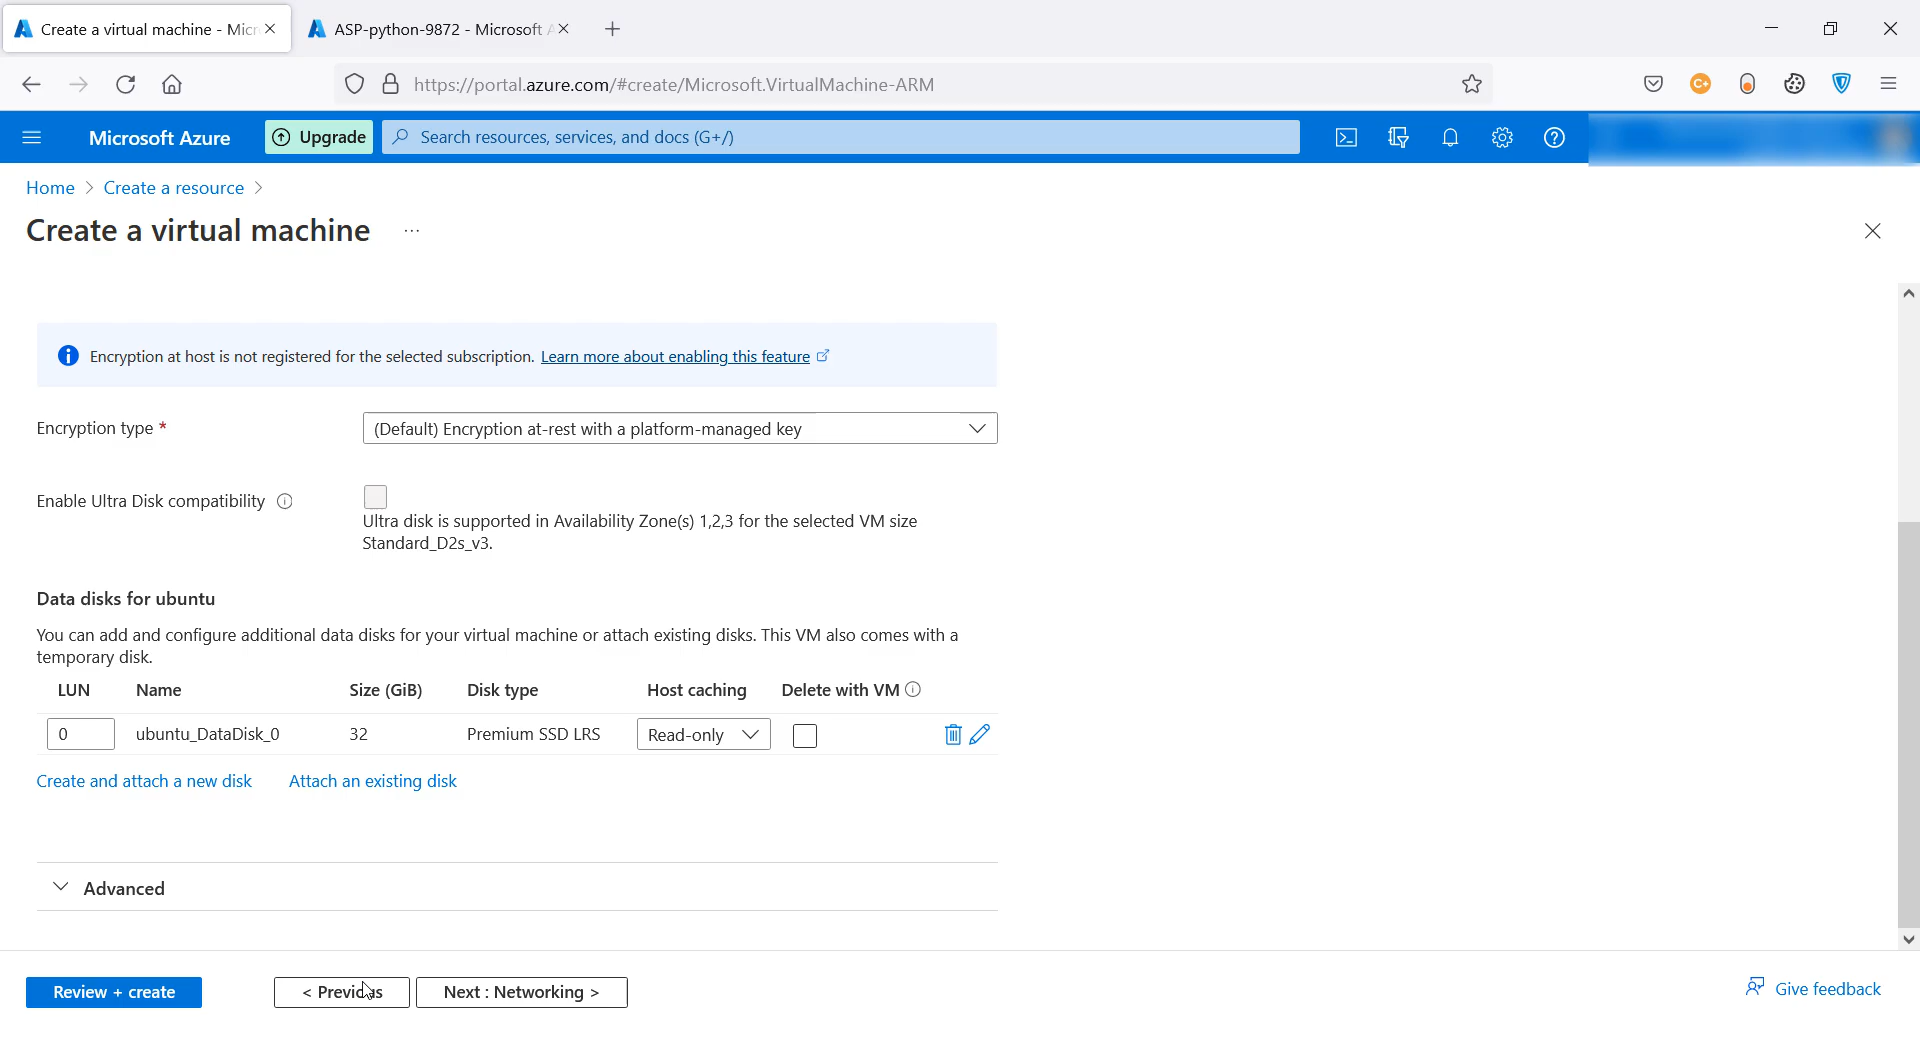 Create a virtual machine - Micr
ASP-python-9872 - Microsoft A
https://portal.azure.com/#create/Microsoft.VirtualMachine-ARM
Microsoft Azure
Upgrade
Search resources, services, and docs (G+/)
Home > Create a resource >
Create a virtual machine ...
Encryption at host is not registered for the selected subscription. Learn more about enabling this feature
Encryption type *
(Default) Encryption at-rest with a platform-managed key
Enable Ultra Disk compatibility
Ultra disk is supported in Availability Zone(s) 1,2,3 for the selected VM size
Standard_D2s_v3.
Data disks for ubuntu
You can add and configure additional data disks for your virtual machine or attach existing disks. This VM also comes with a
temporary disk.
LUN Name Size (GiB) Disk type Host caching Delete with VM
0 ubuntu_DataDisk_0 32 Premium SSD LRS Read-only
Create and attach a new disk Attach an existing disk
Advanced
Review + create < Previous Next : Networking > Give feedback